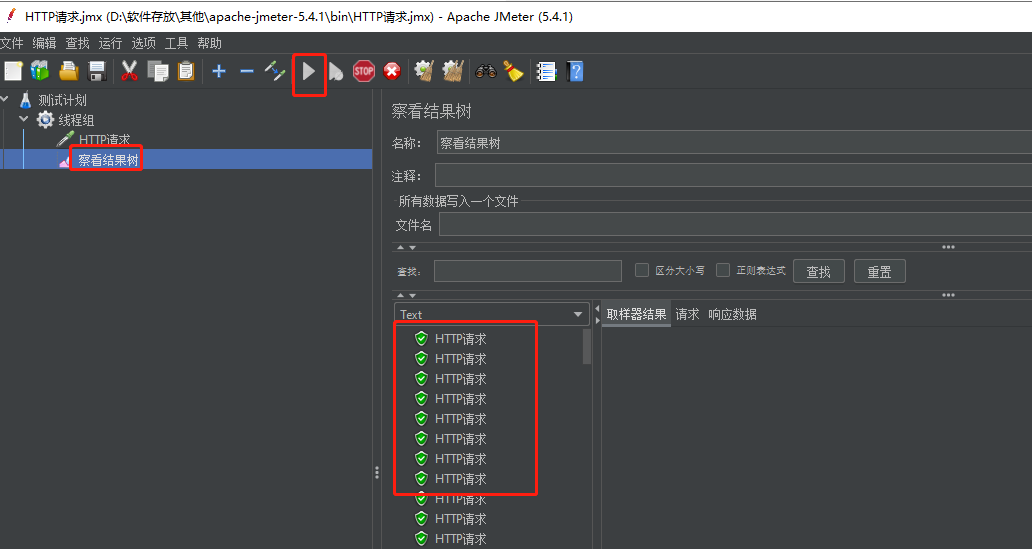 HTTP请求.jmx (D:\软件存放\其他\apache-jmeter-5.4.1\bin\HTTP请求.jmx) - Apache JMeter (5.4.1)
文件 编辑 查找 运行 选项 工具 帮助
STOP
测试计划
线程组
HTTP请求
察看结果树
察看结果树
名称： 察看结果树
注释：
所有数据写入一个文件
文件名
查找： 区分大小写 正则表达式 查找 重置
Text
取样器结果 请求 响应数据
HTTP请求
HTTP请求
HTTP请求
HTTP请求
HTTP请求
HTTP请求
HTTP请求
HTTP请求
HTTP请求
HTTP请求
HTTP请求